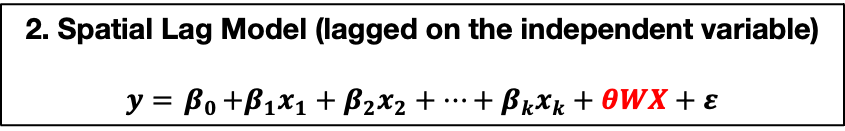 2. Spatial Lag Model (lagged on the independent variable)
y = β₀ +β₁x₁ + β₂x₂ + ⋯ + βₖxₖ + θWX + ε